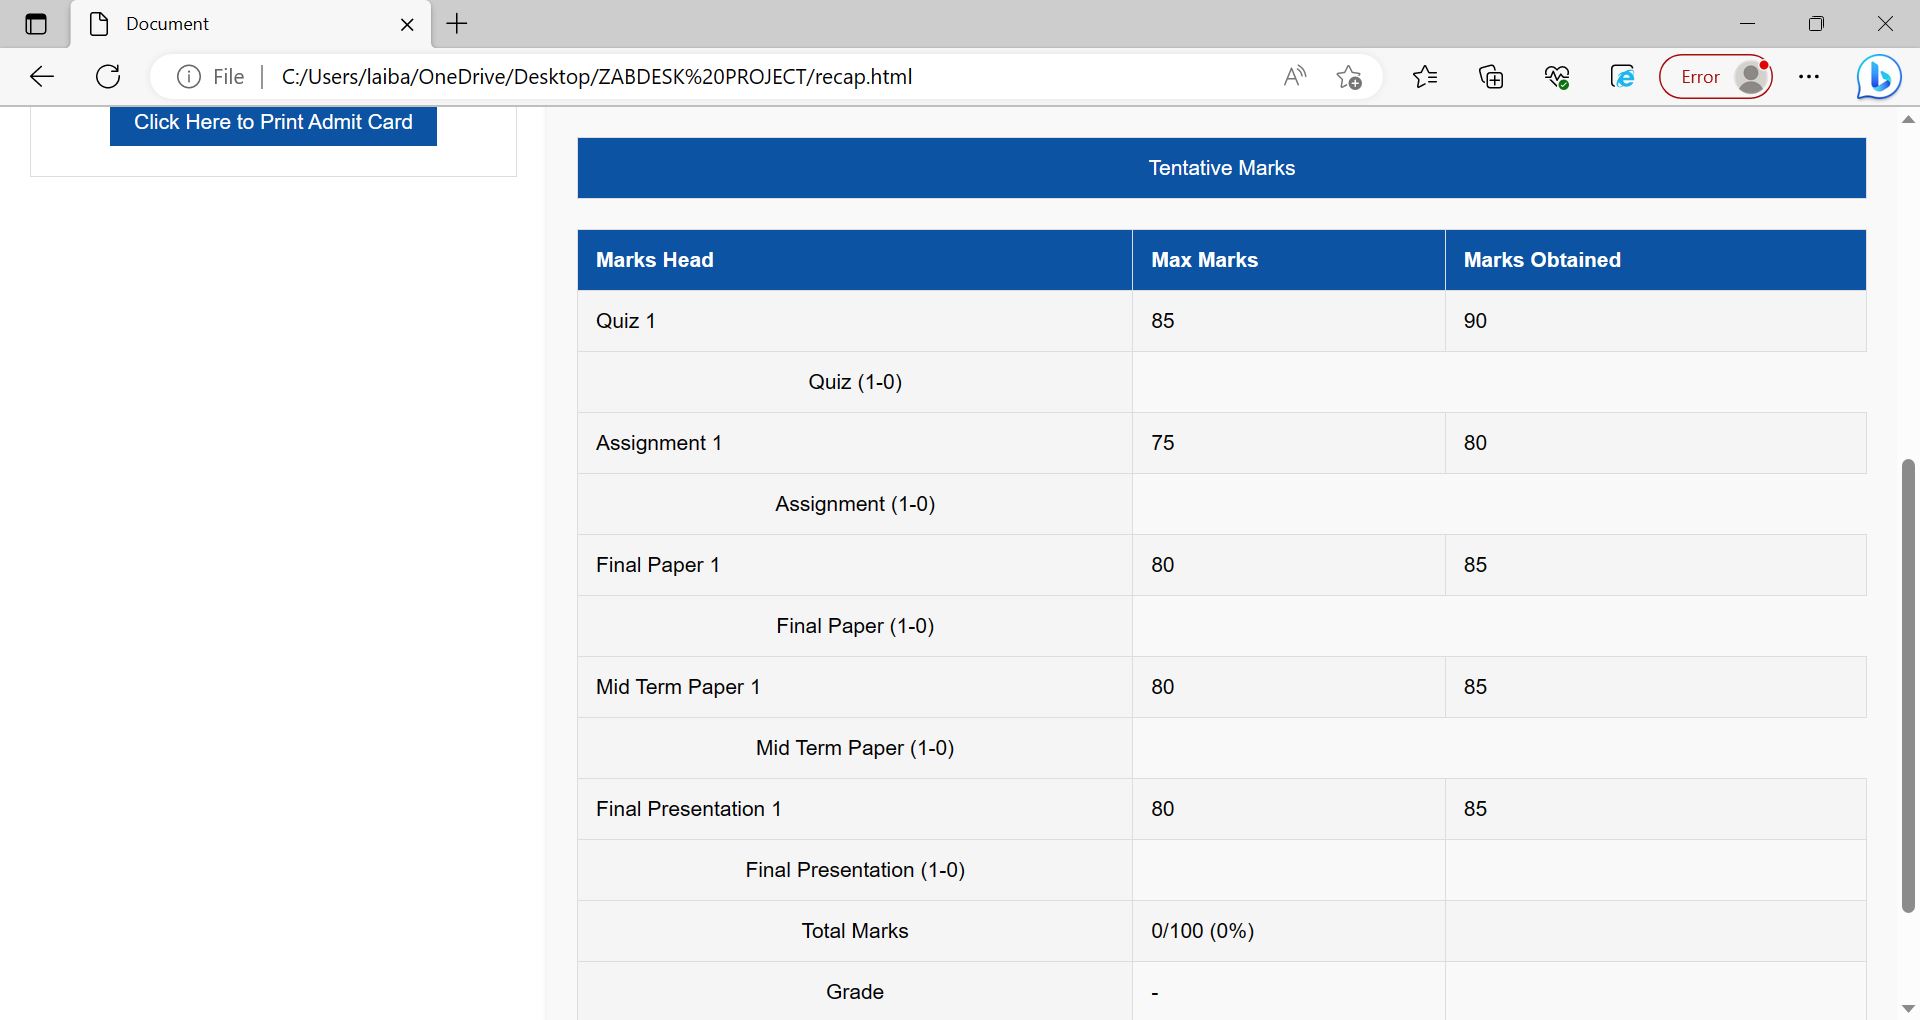 Document
File C:/Users/laiba/OneDrive/Desktop/ZABDESK%20PROJECT/recap.html
Error
Click Here to Print Admit Card
Tentative Marks
Marks Head Max Marks Marks Obtained
Quiz 1 85 90
Quiz (1-0)
Assignment 1 75 80
Assignment (1-0)
Final Paper 1 80 85
Final Paper (1-0)
Mid Term Paper 1 80 85
Mid Term Paper (1-0)
Final Presentation 1 80 85
Final Presentation (1-0)
Total Marks 0/100 (0%)
Grade -